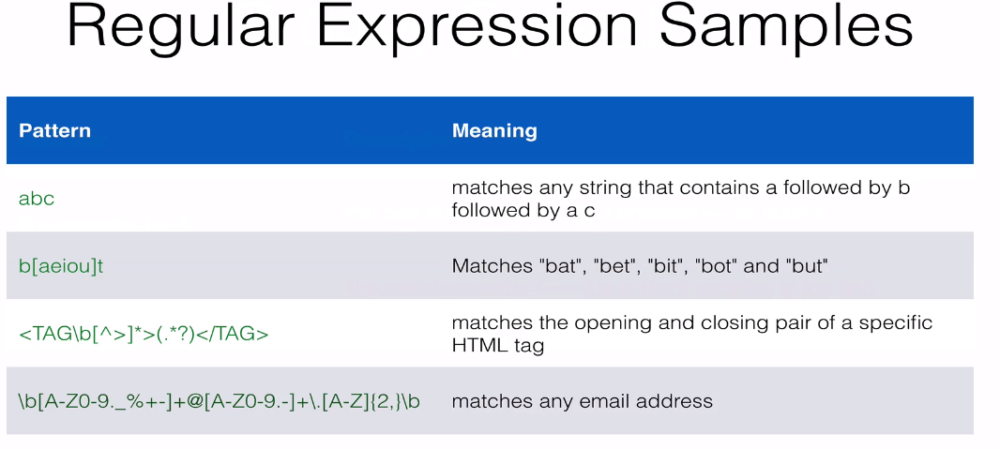 Regular Expression Samples
Pattern Meaning
abc
matches any string that contains a followed by b
followed by a c
b[aeiou]t
Matches "bat", "bet", "bit", "bot" and "but"
<TAG\b[^>]*>(.*?)</TAG>
matches the opening and closing pair of a specific
HTML tag
\b[A-Z0-9._%+-]+@[A-Z0-9.-]+\.[A-Z]{2,}\b
matches any email address